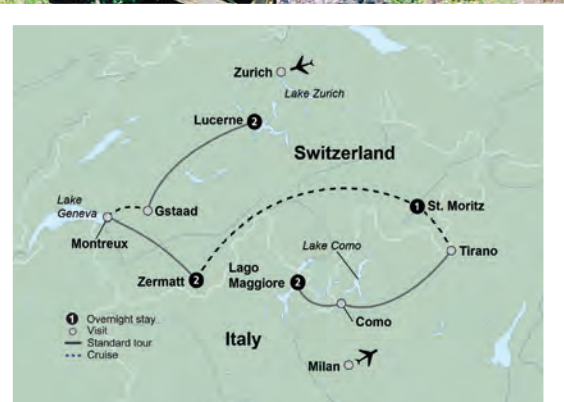 Zurich
Lake Zurich
Lucerne 2
Switzerland
Lake
Geneva
Gstaad
1 St. Moritz
Montreux
Lake Como
Tirano
Zermatt 2
Lago
Maggiore 2
Como
1 Overnight stay
Visit
Standard tour
Cruise
Italy
Milan